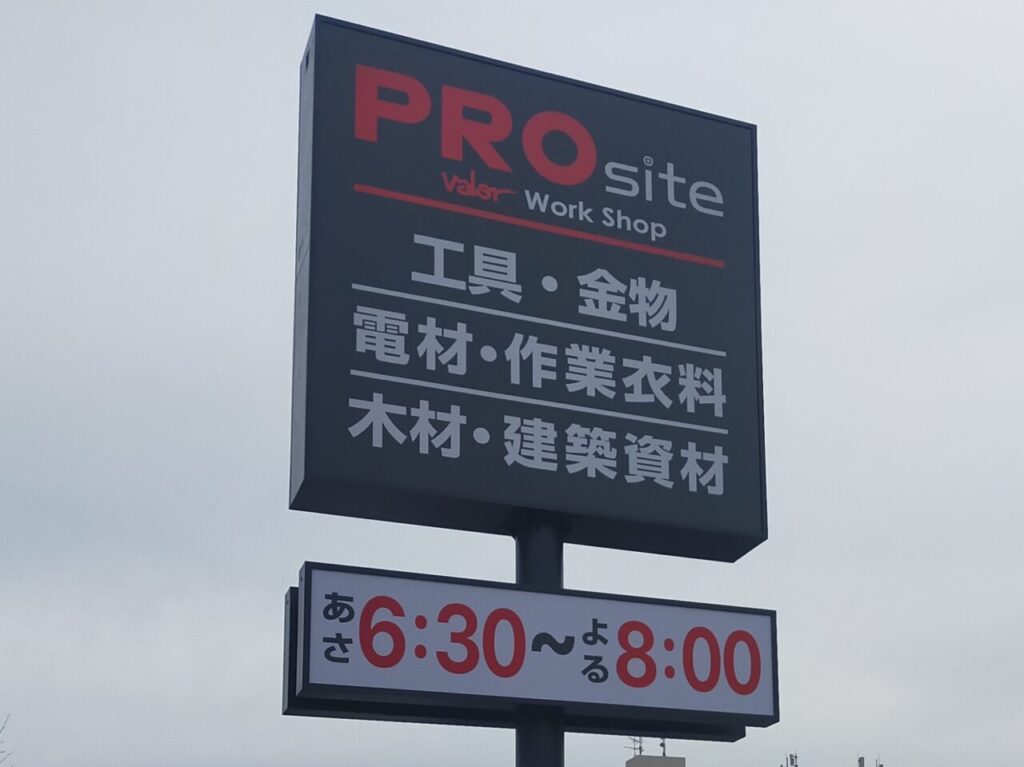 PRO site
valor Work Shop
工具・金物
電材・作業衣料
木材・建築資材
あさ6:30〜よる8:00